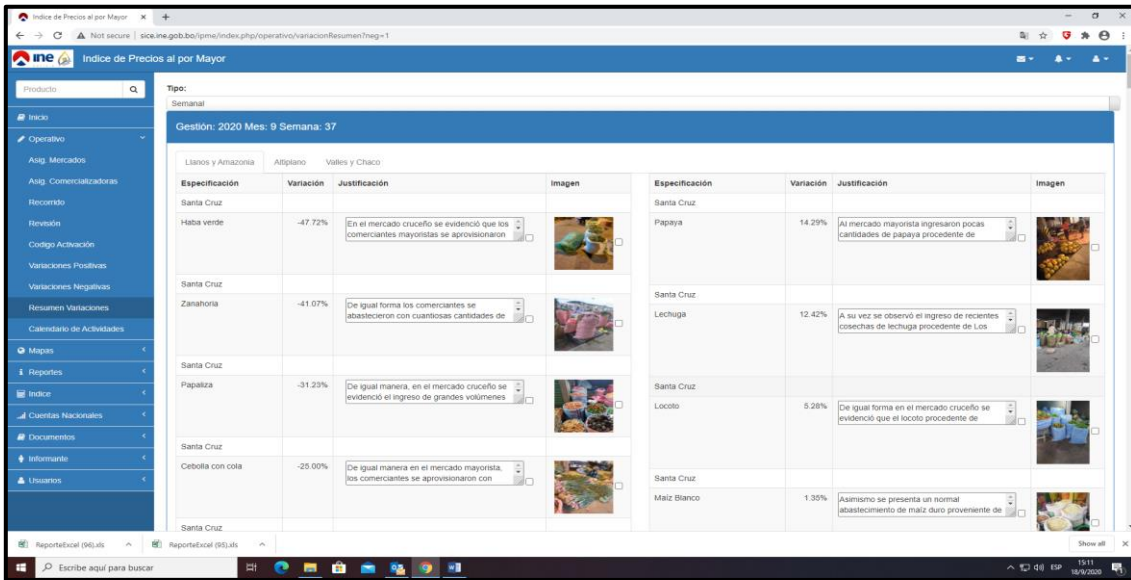 Indice de Precios al por Mayor
Not secure | sice.ine.gob.bo/ipme/index.php/operativo/variacionResumen?neg=1
ine Indice de Precios al por Mayor
Producto
Inicio
Operativo
Asig. Mercados
Asig. Comercializadoras
Recorrido
Revisión
Codigo Activación
Variaciones Positivas
Variaciones Negativas
Resumen Variaciones
Calendario de Actividades
Mapas
Reportes
Indice
Cuentas Nacionales
Documentos
Informante
Usuarios
Tipo:
Semanal
Gestión: 2020 Mes: 9 Semana: 37
Llanos y Amazonia Altiplano Valles y Chaco
Especificación Variación Justificación Imagen
Santa Cruz
Haba verde -47.72% En el mercado cruceño se evidenció que los
comerciantes mayoristas se aprovisionaron
Santa Cruz
Zanahoria -41.07% De igual forma los comerciantes se
abastecieron con cuantiosas cantidades de
Santa Cruz
Papaliza -31.23% De igual manera, en el mercado cruceño se
evidenció el ingreso de grandes volúmenes
Santa Cruz
Cebolla con cola -25.00% De igual manera en el mercado mayorista,
los comerciantes se aprovisionaron con
Santa Cruz
Especificación Variación Justificación Imagen
Santa Cruz
Papaya 14.29% Al mercado mayorista ingresaron pocas
cantidades de papaya procedente de
Santa Cruz
Lechuga 12.42% A su vez se observó el ingreso de recientes
cosechas de lechuga procedente de Los
Santa Cruz
Locoto 5.28% De igual forma en el mercado cruceño se
evidenció que el locoto procedente de
Santa Cruz
Maíz Blanco 1.35% Asimismo se presenta un normal
abastecimiento de maíz duro proveniente de
ReporteExcel (96).xls
ReporteExcel (95).xls
Show all
Escribe aquí para buscar
ESP
15:11
18/9/2020